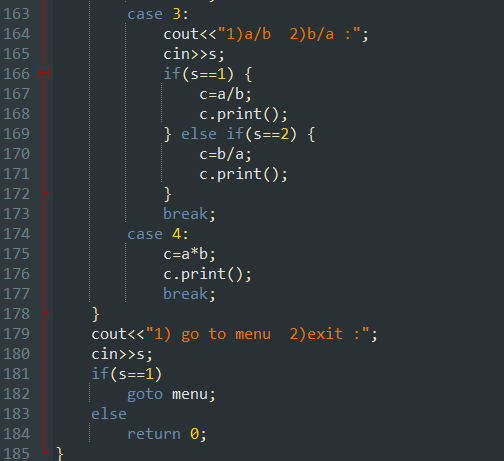 163 case 3:
164 cout<<"1)a/b  2)b/a :";
165 cin>>s;
166 if(s==1) {
167 c=a/b;
168 c.print();
169 } else if(s==2) {
170 c=b/a;
171 c.print();
172 }
173 break;
174 case 4:
175 c=a*b;
176 c.print();
177 break;
178 }
179 cout<<"1) go to menu  2)exit :";
180 cin>>s;
181 if(s==1)
182 goto menu;
183 else
184 return 0;
185 }